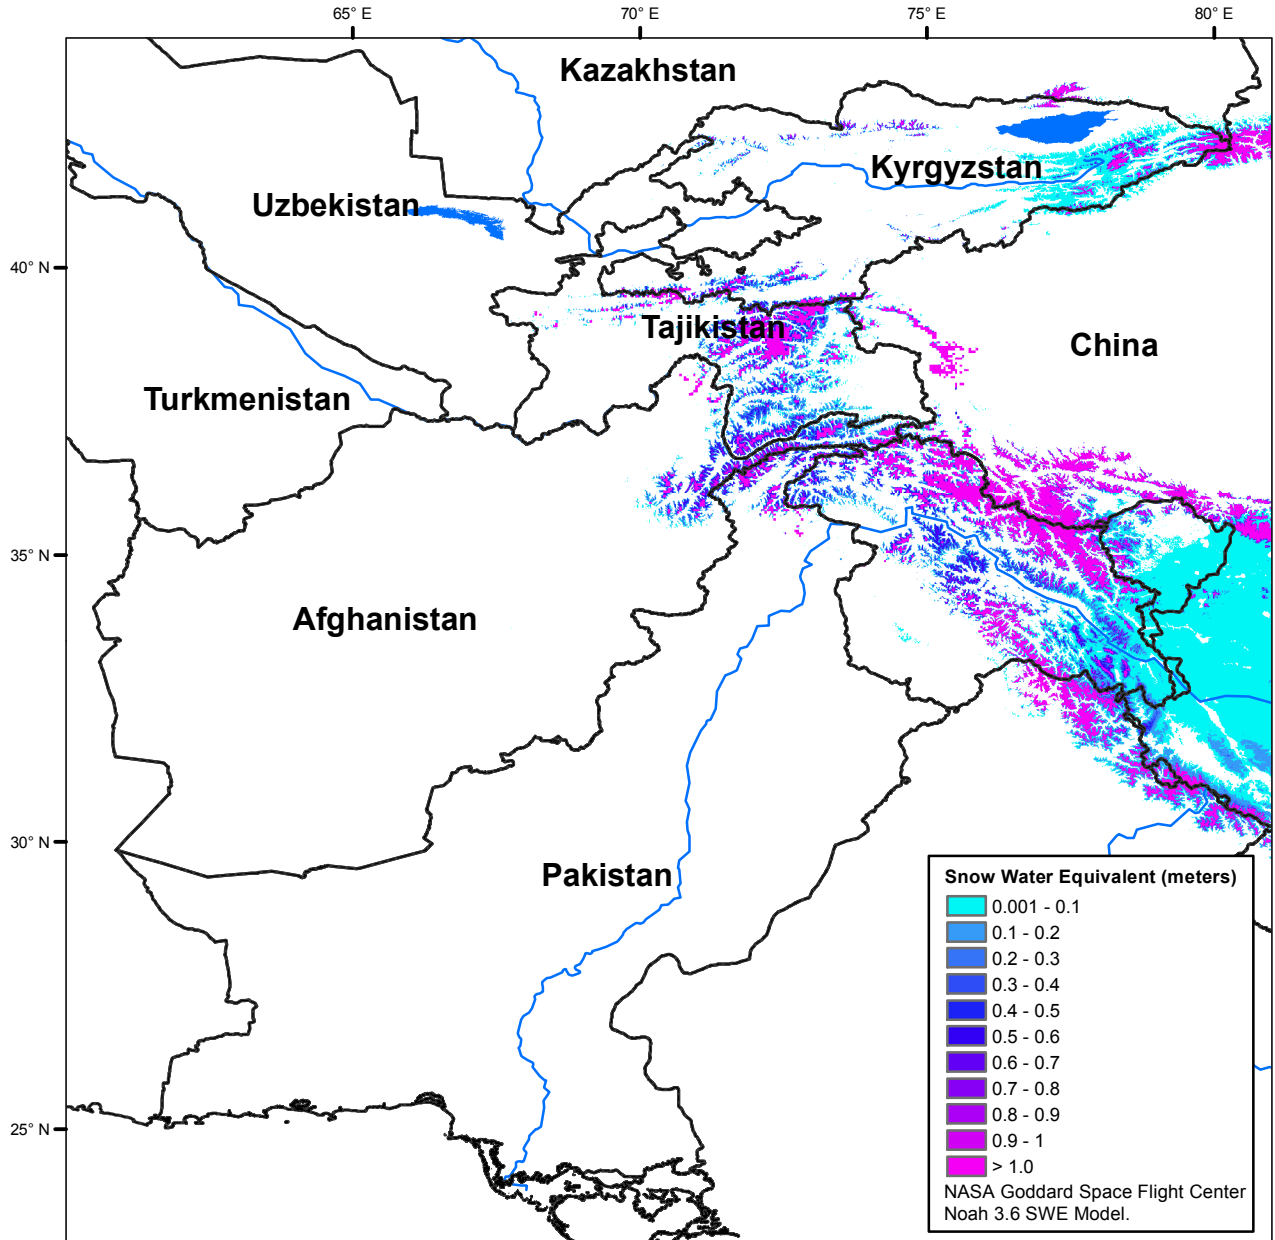 65° E 70° E 75° E 80° E
Kazakhstan
Kyrgyzstan
Uzbekistan
40° N
Tajikistan
China
Turkmenistan
35° N
Afghanistan
30° N
Pakistan
Snow Water Equivalent (meters)
0.001 - 0.1
0.1 - 0.2
0.2 - 0.3
0.3 - 0.4
0.4 - 0.5
0.5 - 0.6
0.6 - 0.7
0.7 - 0.8
0.8 - 0.9
0.9 - 1
> 1.0
25° N
NASA Goddard Space Flight Center
Noah 3.6 SWE Model.